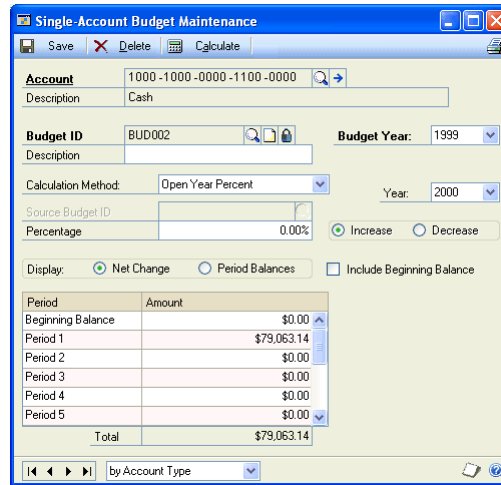 Single-Account Budget Maintenance
Save Delete Calculate
Account 1000 -1000 -0000 -1100 -0000
Description Cash
Budget ID BUD002 Budget Year: 1999
Description
Calculation Method: Open Year Percent Year: 2000
Source Budget ID
Percentage 0.00% Increase Decrease
Display: Net Change Period Balances Include Beginning Balance
Period Amount
Beginning Balance $0.00
Period 1 $79,063.14
Period 2 $0.00
Period 3 $0.00
Period 4 $0.00
Period 5 $0.00
Total $79,063.14
by Account Type